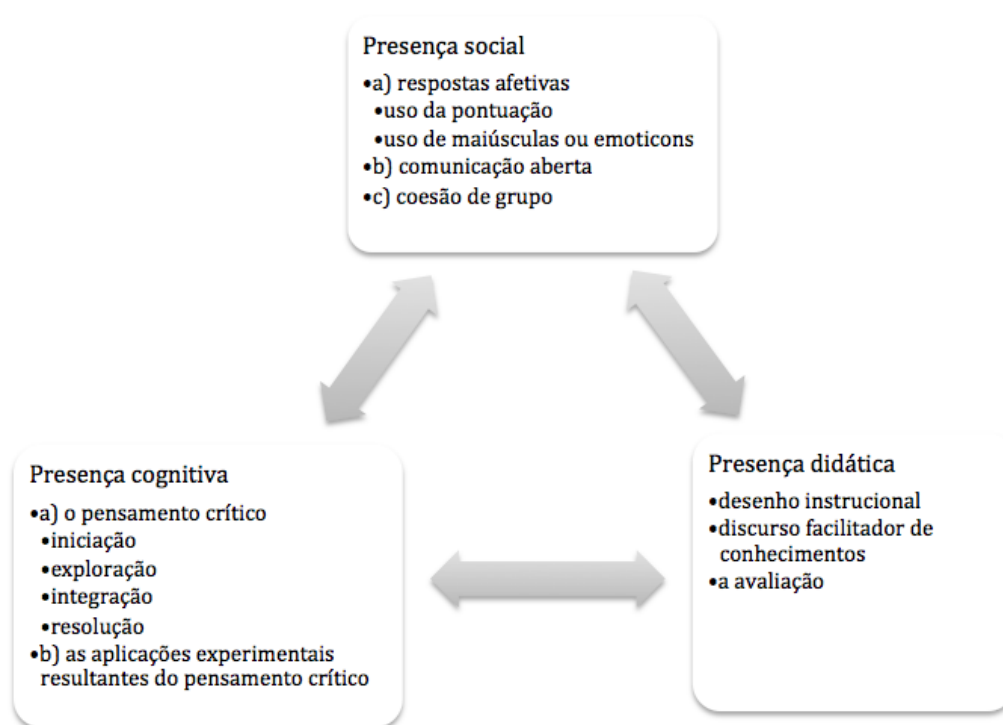 Presença social
•a) respostas afetivas
•uso da pontuação
•uso de maiúsculas ou emoticons
•b) comunicação aberta
•c) coesão de grupo
Presença cognitiva
•a) o pensamento crítico
•iniciação
•exploração
•integração
•resolução
•b) as aplicações experimentais
resultantes do pensamento crítico
Presença didática
•desenho instrucional
•discurso facilitador de
conhecimentos
•a avaliação